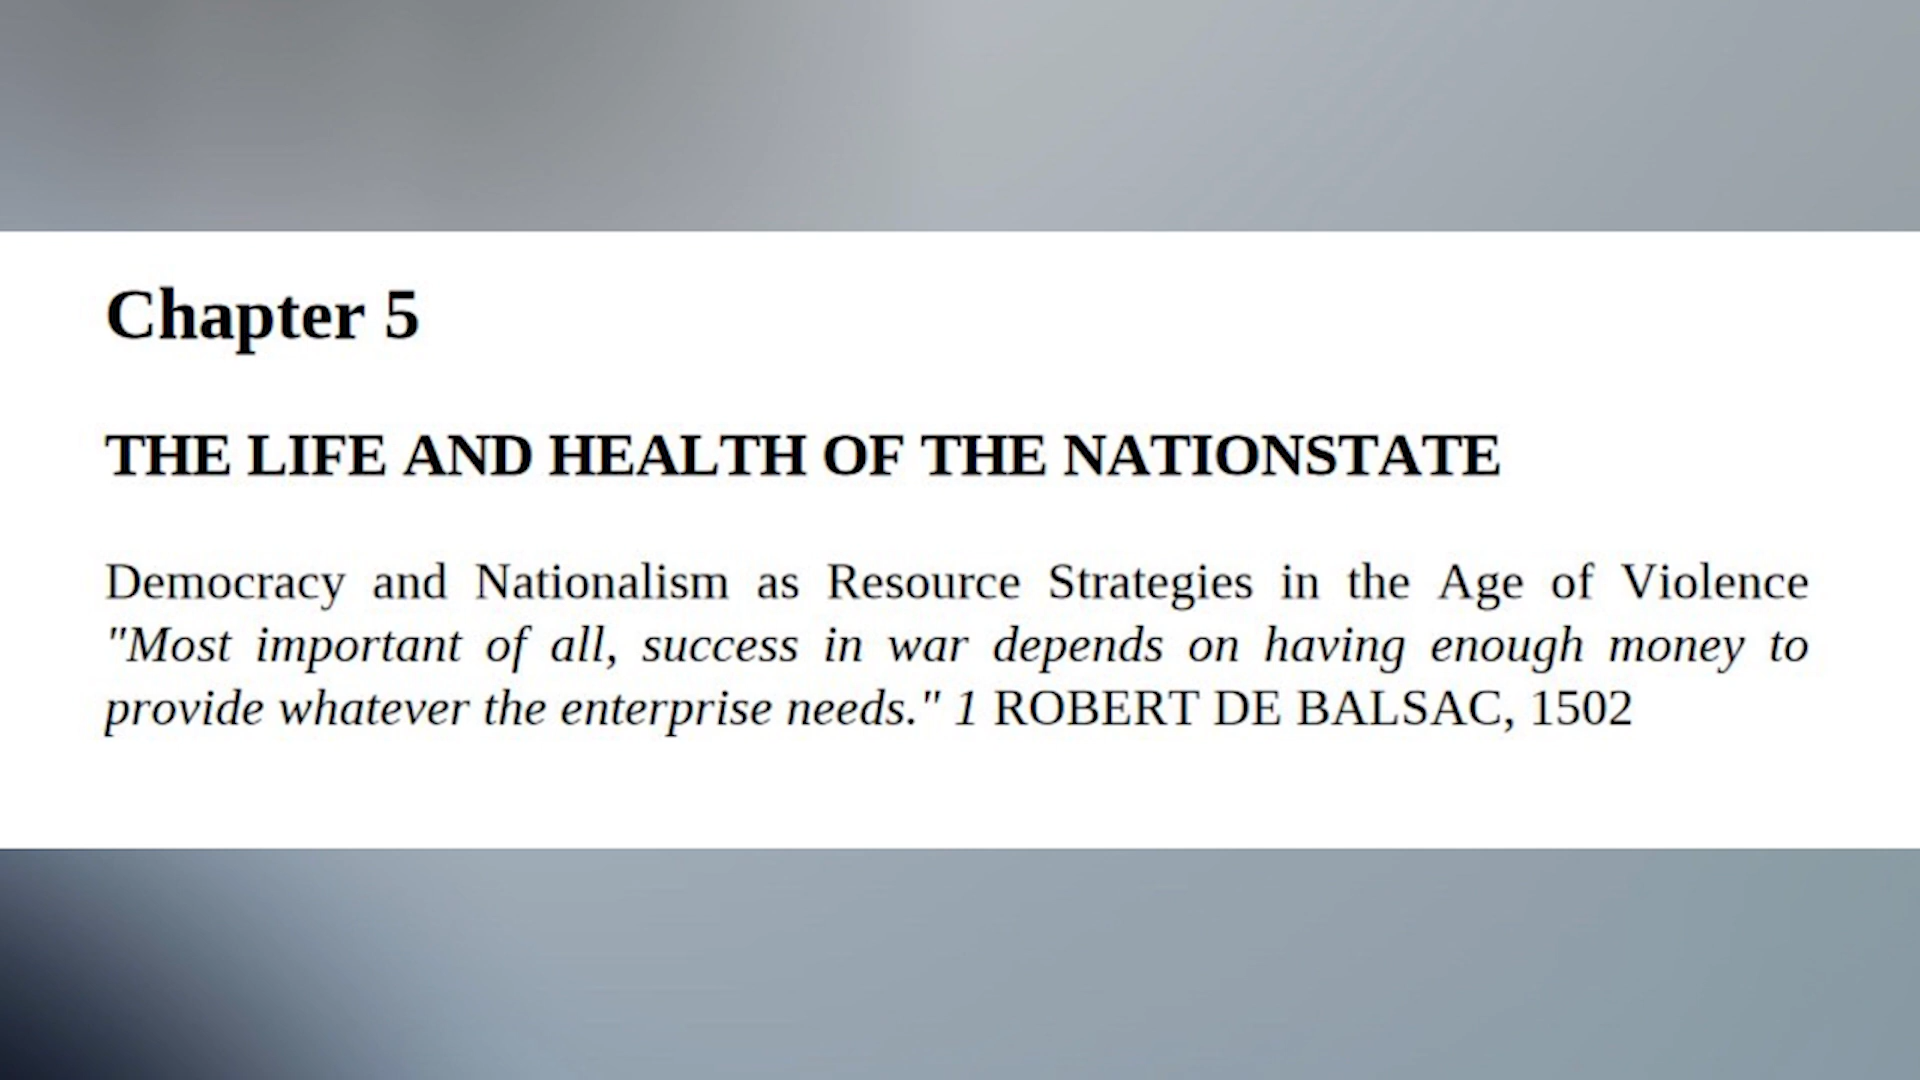 Chapter 5
THE LIFE AND HEALTH OF THE NATIONSTATE
Democracy and Nationalism as Resource Strategies in the Age of Violence
"Most important of all, success in war depends on having enough money to
provide whatever the enterprise needs." 1 ROBERT DE BALSAC, 1502